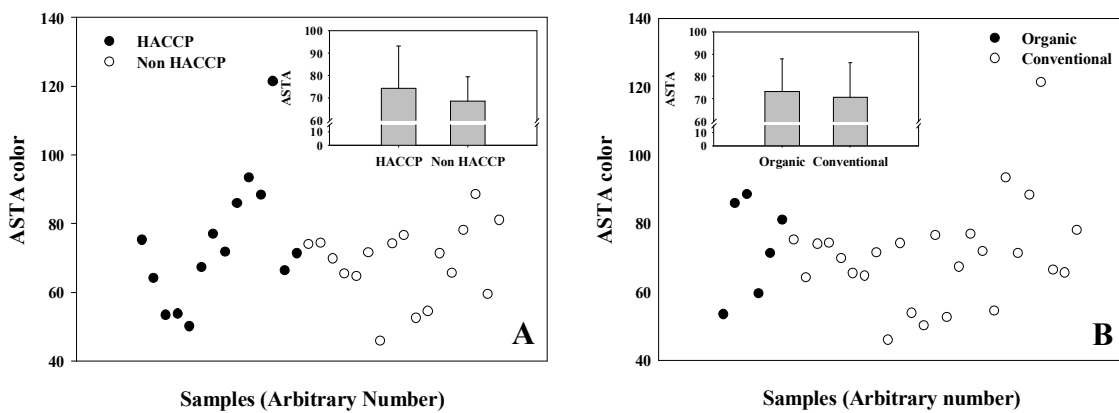 140
120
100
80
60
40
ASTA color
HACCP
Non HACCP
100
90
80
70
60
10
0
ASTA
HACCP Non HACCP
A
Samples (Arbitrary Number)
140
120
100
80
60
40
ASTA color
100
90
80
70
60
10
0
ASTA
Organic Conventional
Organic
Conventional
B
Samples (Arbitrary number)